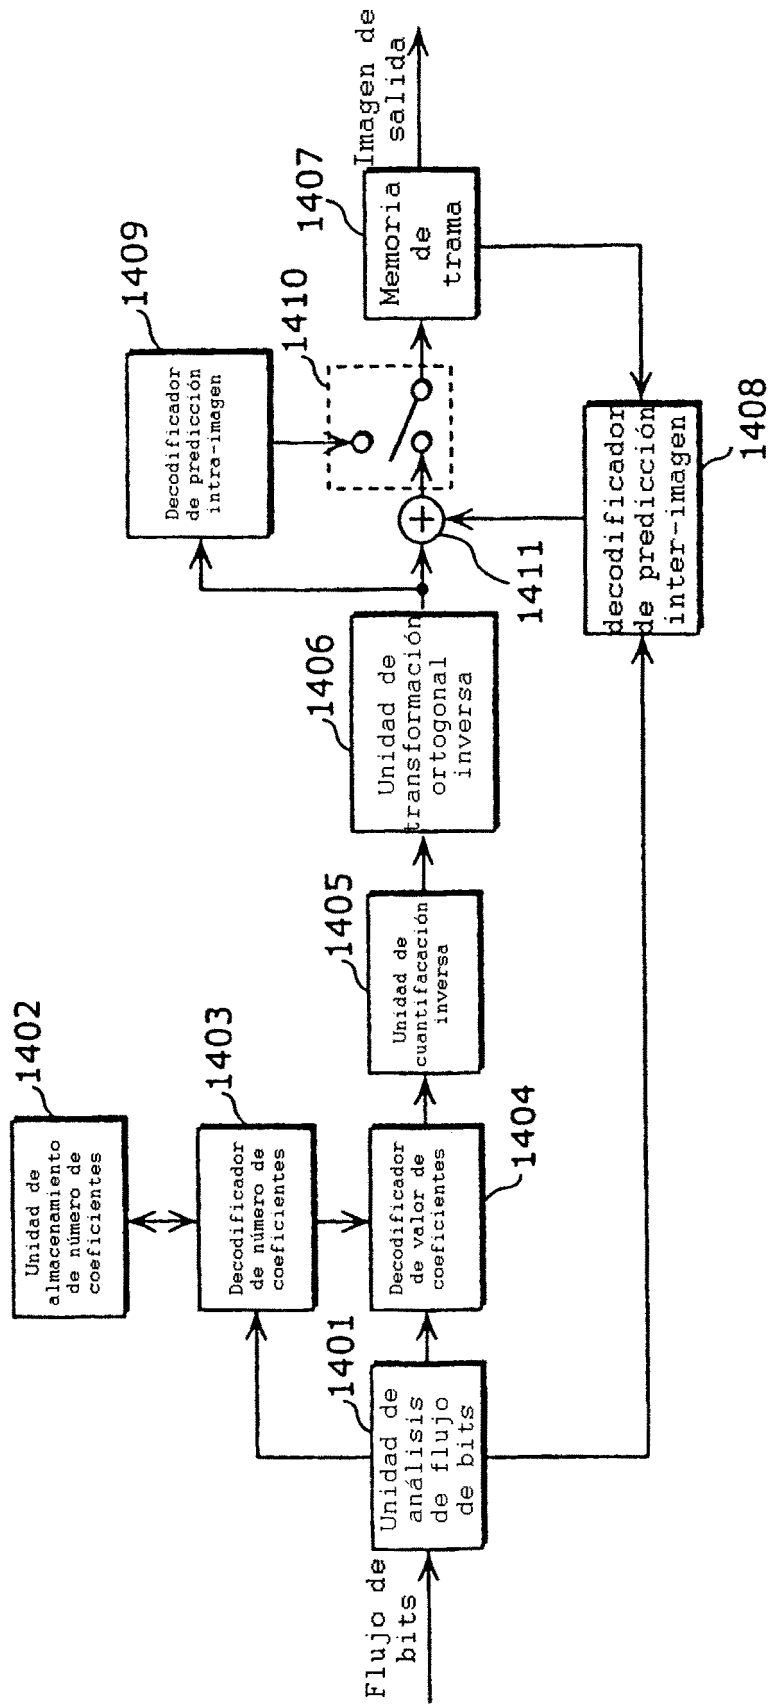 Flujo de
bits
1401
Unidad de
análisis
de flujo
de bits
1402
Unidad de
almacenamiento
de número de
coeficientes
1403
Decodificador
de número de
coeficientes
Decodificador
de valor de
coeficientes
1404
1405
Unidad de
cuantifacación
inversa
1406
Unidad de
transformación
ortogonal
inversa
1409
Decodificador
de predicción
intra-imagen
1410
1411
1407
Memoria
de
trama
Imagen de
salida
decodificador
de predicción
inter-imagen
1408